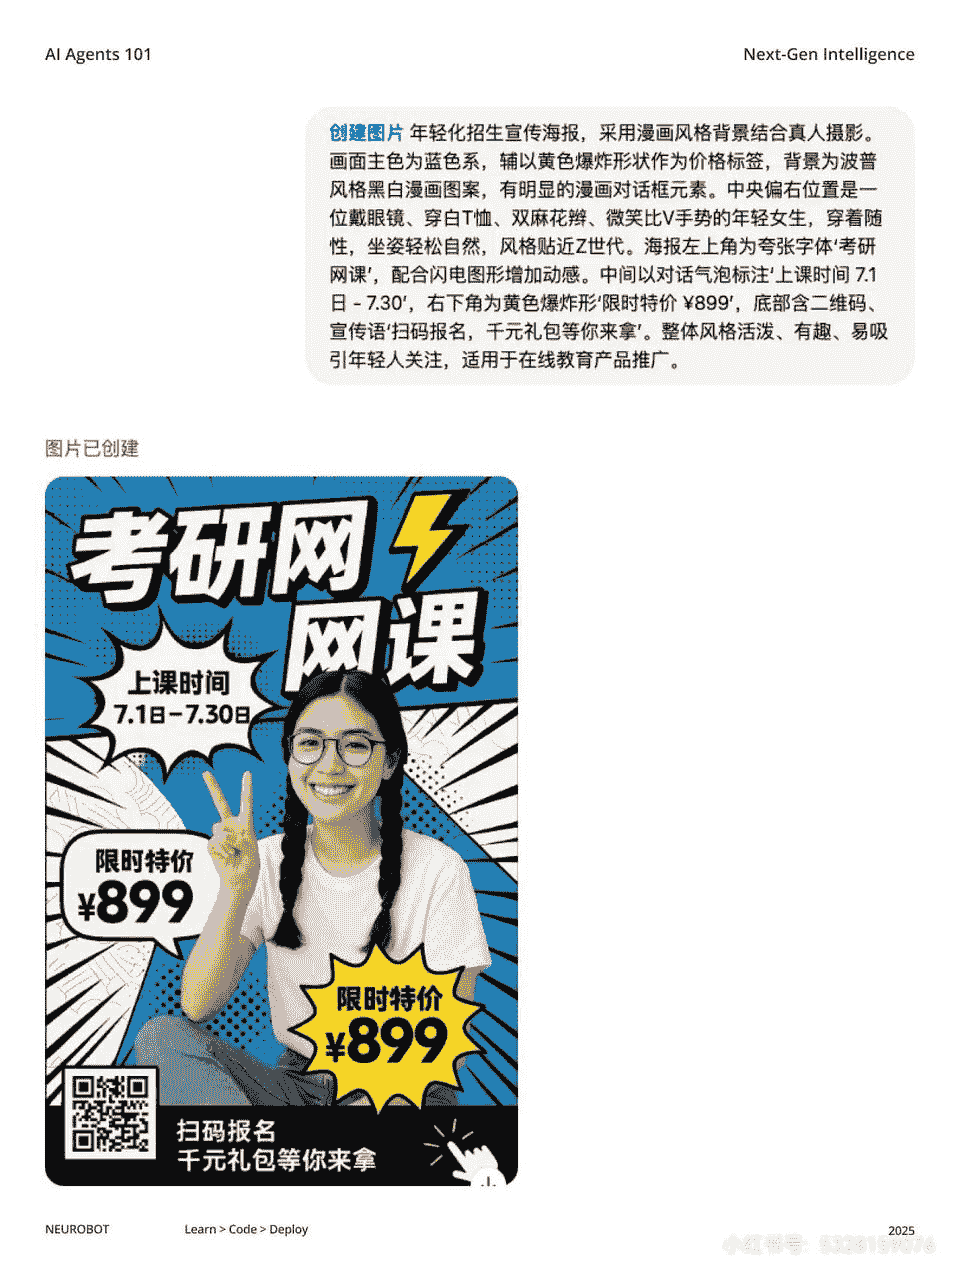 AI Agents 101
Next-Gen Intelligence
创建图片 年轻化招生宣传海报，采用漫画风格背景结合真人摄影。
画面主色为蓝色系，辅以黄色爆炸形状作为价格标签，背景为波普
风格黑白漫画图案，有明显的漫画对话框元素。中央偏右位置是一
位戴眼镜、穿白T恤、双麻花辫、微笑比V手势的年轻女生，穿着随
性，坐姿轻松自然，风格贴近Z世代。海报左上角为夸张字体‘考研
网课’，配合闪电图形增加动感。中间以对话气泡标注‘上课时间 7.1
日 - 7.30’，右下角为黄色爆炸形‘限时特价 ¥899’，底部含二维码、
宣传语‘扫码报名，千元礼包等你来拿’。整体风格活泼、有趣、易吸
引年轻人关注，适用于在线教育产品推广。
图片已创建
考研网
网课
上课时间
7.1日－7.30日
限时特价
¥899
限时特价
¥899
扫码报名
千元礼包等你来拿
NEUROBOT
Learn > Code > Deploy
2025